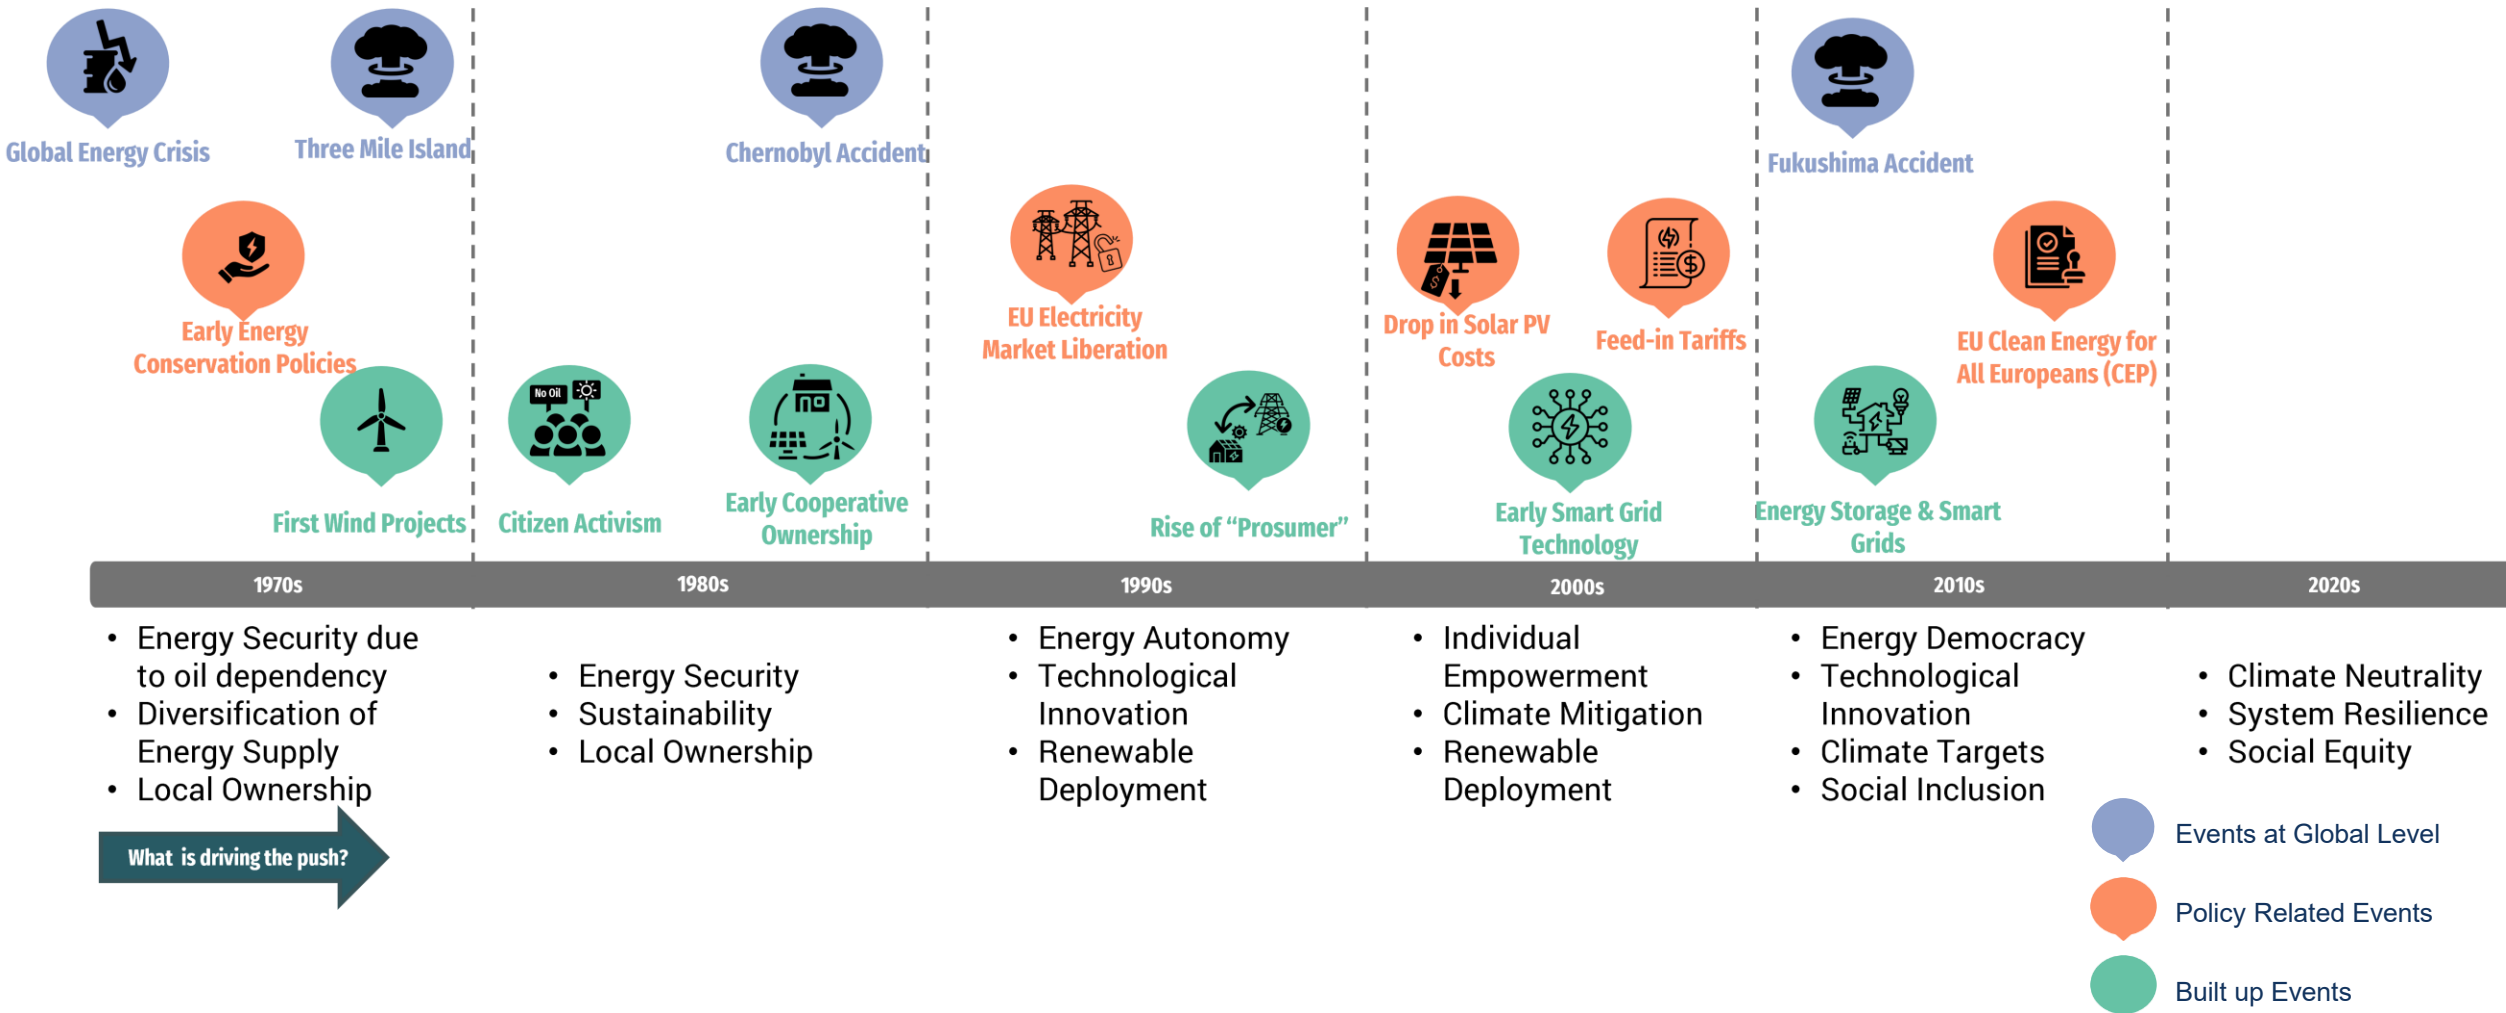 Global Energy Crisis
Three Mile Island
Chernobyl Accident
Fukushima Accident
Early Energy
Conservation Policies
EU Electricity
Market Liberation
Drop in Solar PV
Costs
Feed-in Tariffs
EU Clean Energy for
All Europeans (CEP)
No Oil
First Wind Projects
Citizen Activism
Early Cooperative
Ownership
Rise of “Prosumer”
Early Smart Grid
Technology
Energy Storage & Smart
Grids
1970s
1980s
1990s
2000s
2010s
2020s
• Energy Security due
to oil dependency
• Diversification of
Energy Supply
• Local Ownership
• Energy Security
• Sustainability
• Local Ownership
• Energy Autonomy
• Technological
Innovation
• Renewable
Deployment
• Individual
Empowerment
• Climate Mitigation
• Renewable
Deployment
• Energy Democracy
• Technological
Innovation
• Climate Targets
• Social Inclusion
• Climate Neutrality
• System Resilience
• Social Equity
What is driving the push?
Events at Global Level
Policy Related Events
Built up Events